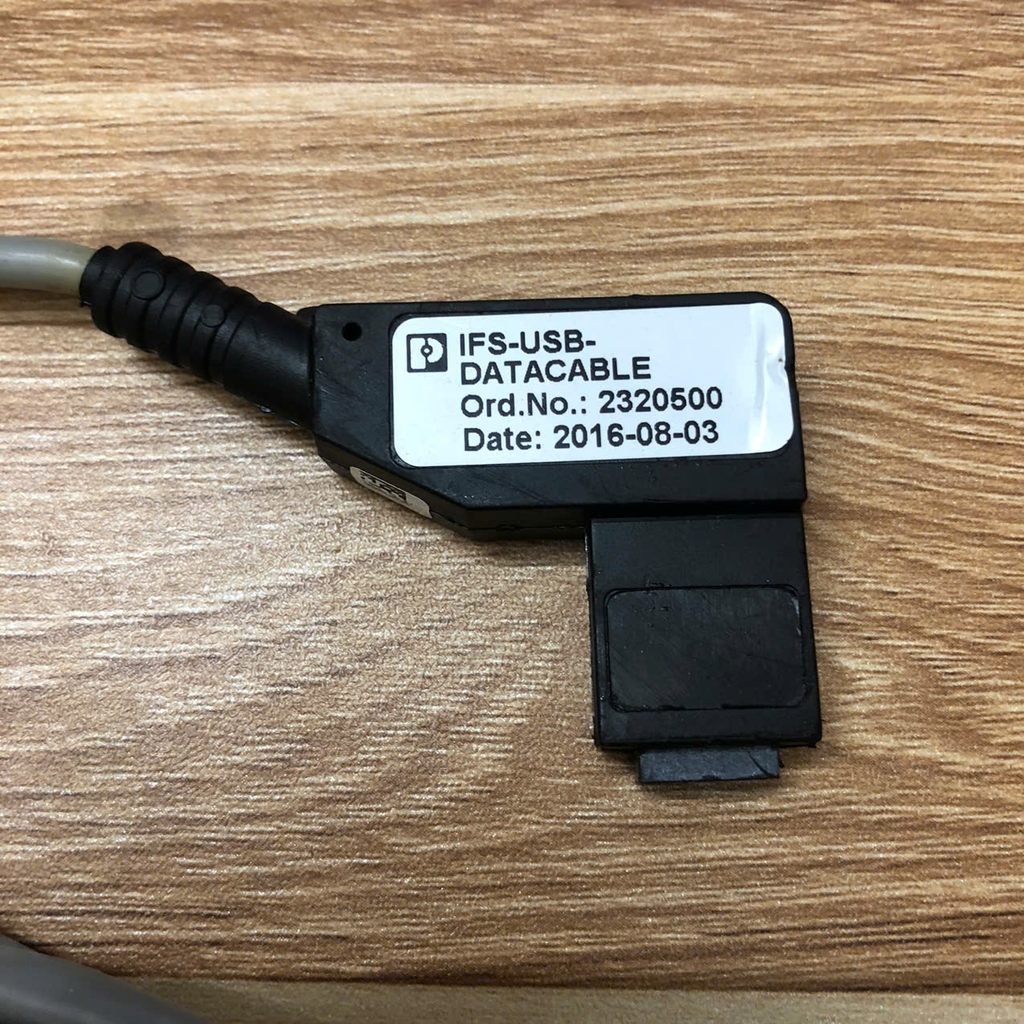 IFS-USB-
DATACABLE
Ord.No.: 2320500
Date: 2016-08-03